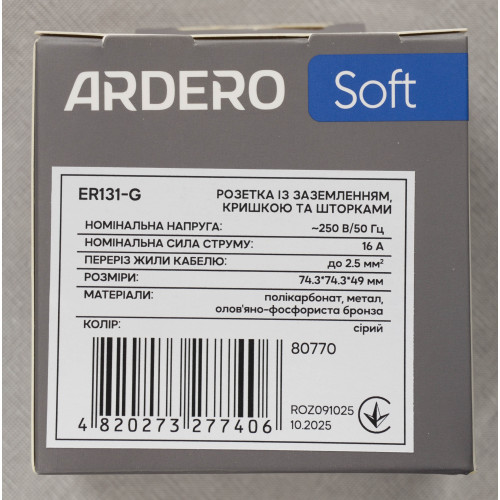 ARDERO Soft
ER131-G
РОЗЕТКА ІЗ ЗАЗЕМЛЕННЯМ,
КРИШКОЮ ТА ШТОРКАМИ
НОМІНАЛЬНА НАПРУГА: ~250 В/50 Гц
НОМІНАЛЬНА СИЛА СТРУМУ: 16 А
ПЕРЕРІЗ ЖИЛИ КАБЕЛЮ: до 2.5 мм²
РОЗМІРИ: 74.3*74.3*49 мм
МАТЕРІАЛИ: полікарбонат, метал,
олов'яно-фосфориста бронза
КОЛІР: сірий
80770
ROZ091025
10.2025
4 820273 277406